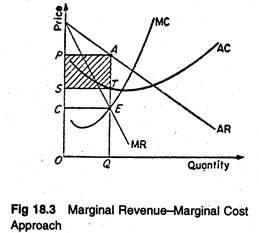 Price
MC
P
A
AC
S
T
C
E
AR
MR
O
Q
Quantity
Fig 18.3 Marginal Revenue–Marginal Cost
Approach